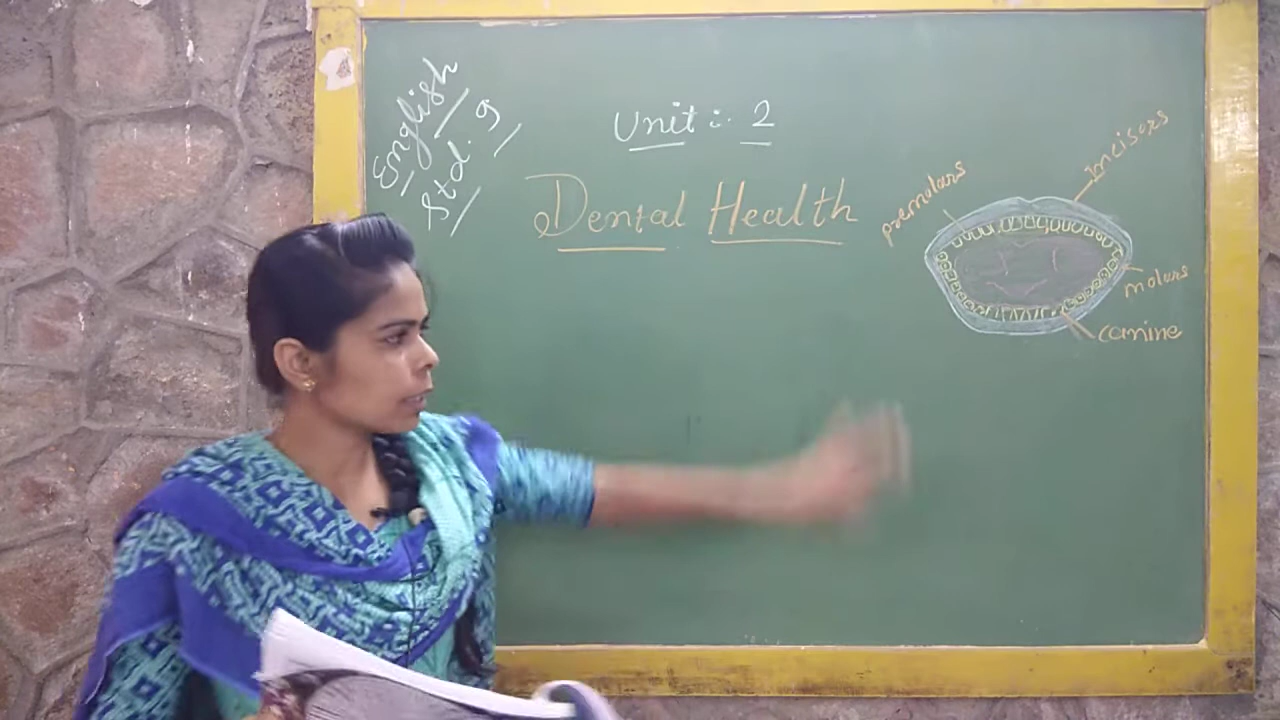 English
Std. 9
Unit :- 2
Dental Health
premolars
Incisors
molars
canine